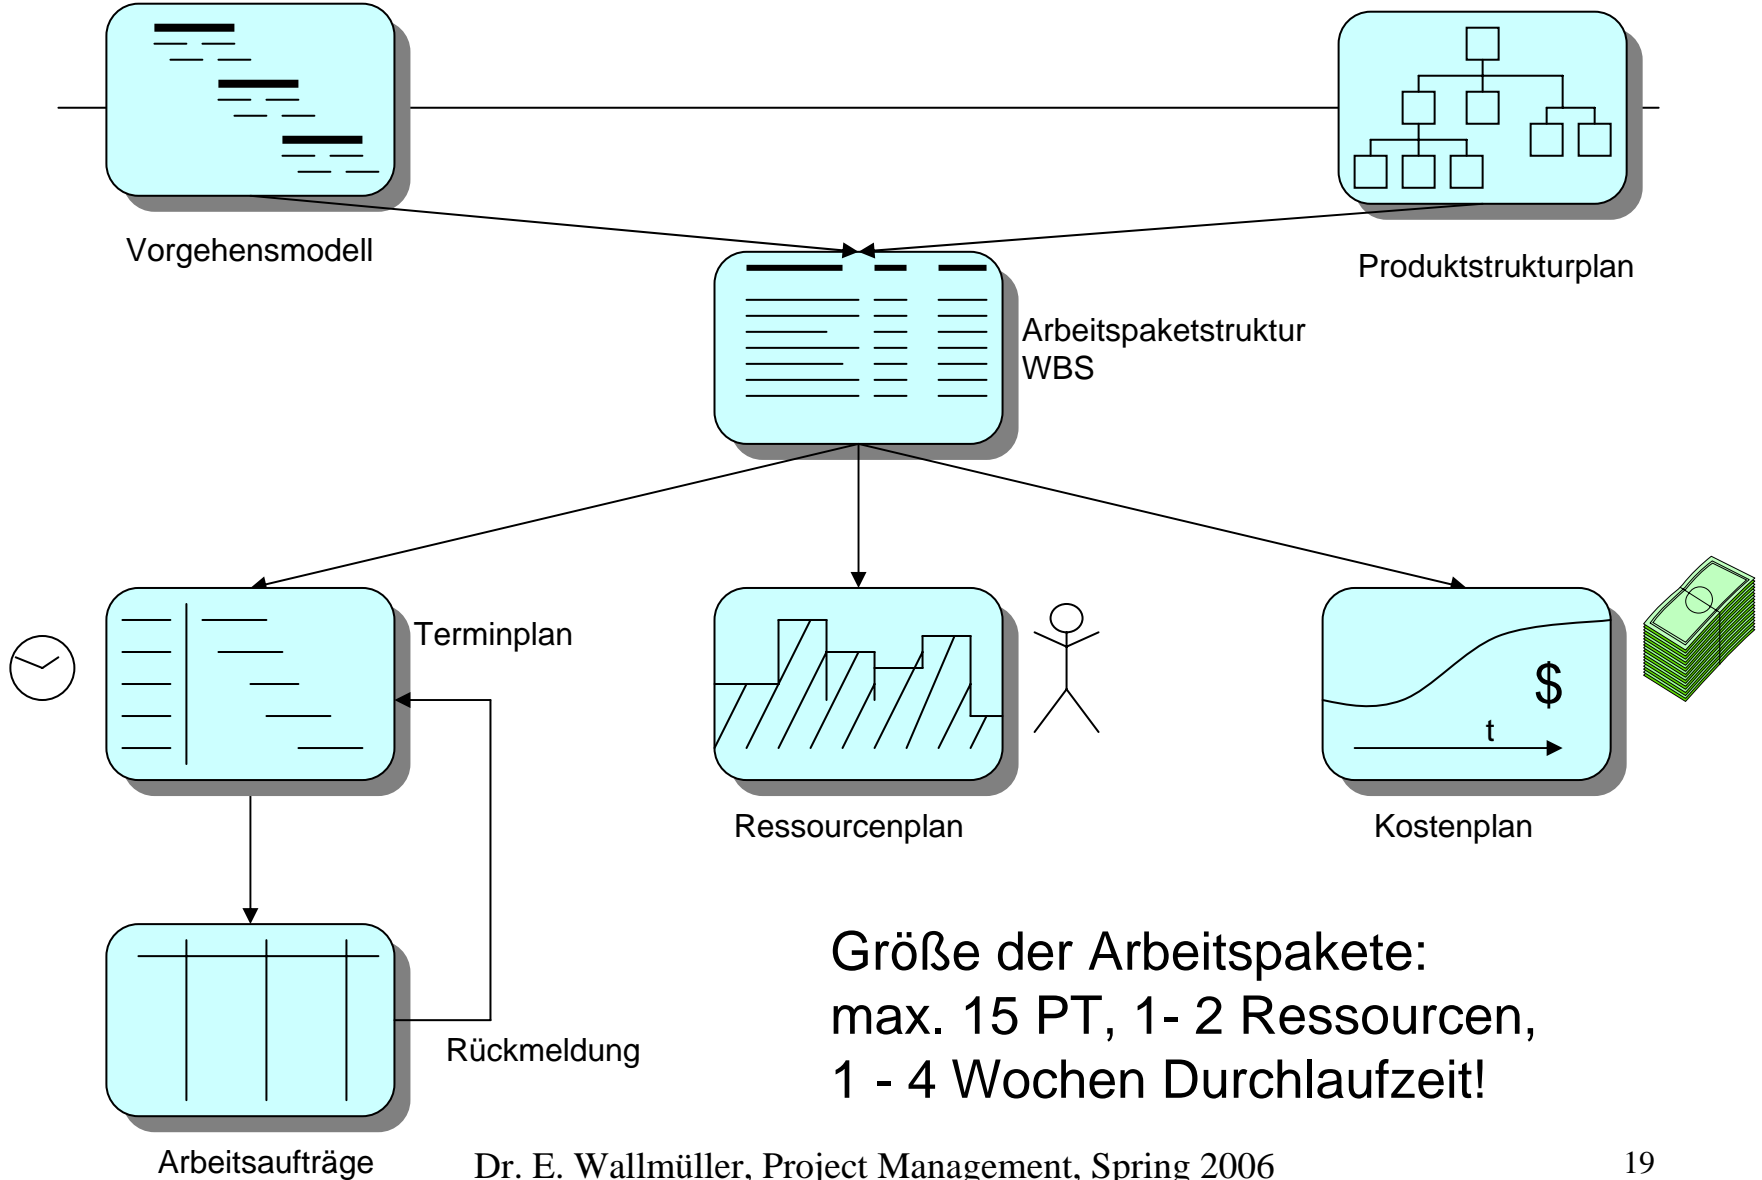 Vorgehensmodell
Produktstrukturplan
Arbeitspaketstruktur
WBS
Terminplan
$
t
Ressourcenplan
Kostenplan
Größe der Arbeitspakete:
max. 15 PT, 1- 2 Ressourcen,
1 - 4 Wochen Durchlaufzeit!
Rückmeldung
Arbeitsaufträge
Dr. E. Wallmüller, Project Management, Spring 2006
19